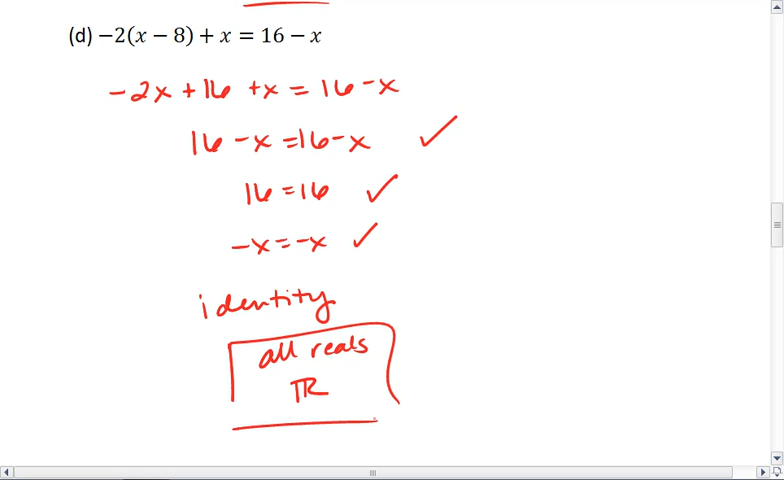 (d) −2(x − 8) + x = 16 − x
-2x + 16 + x = 16 - x
16 - x = 16 - x ✓
16 = 16 ✓
-x = -x ✓
identity
all reals
ℝ